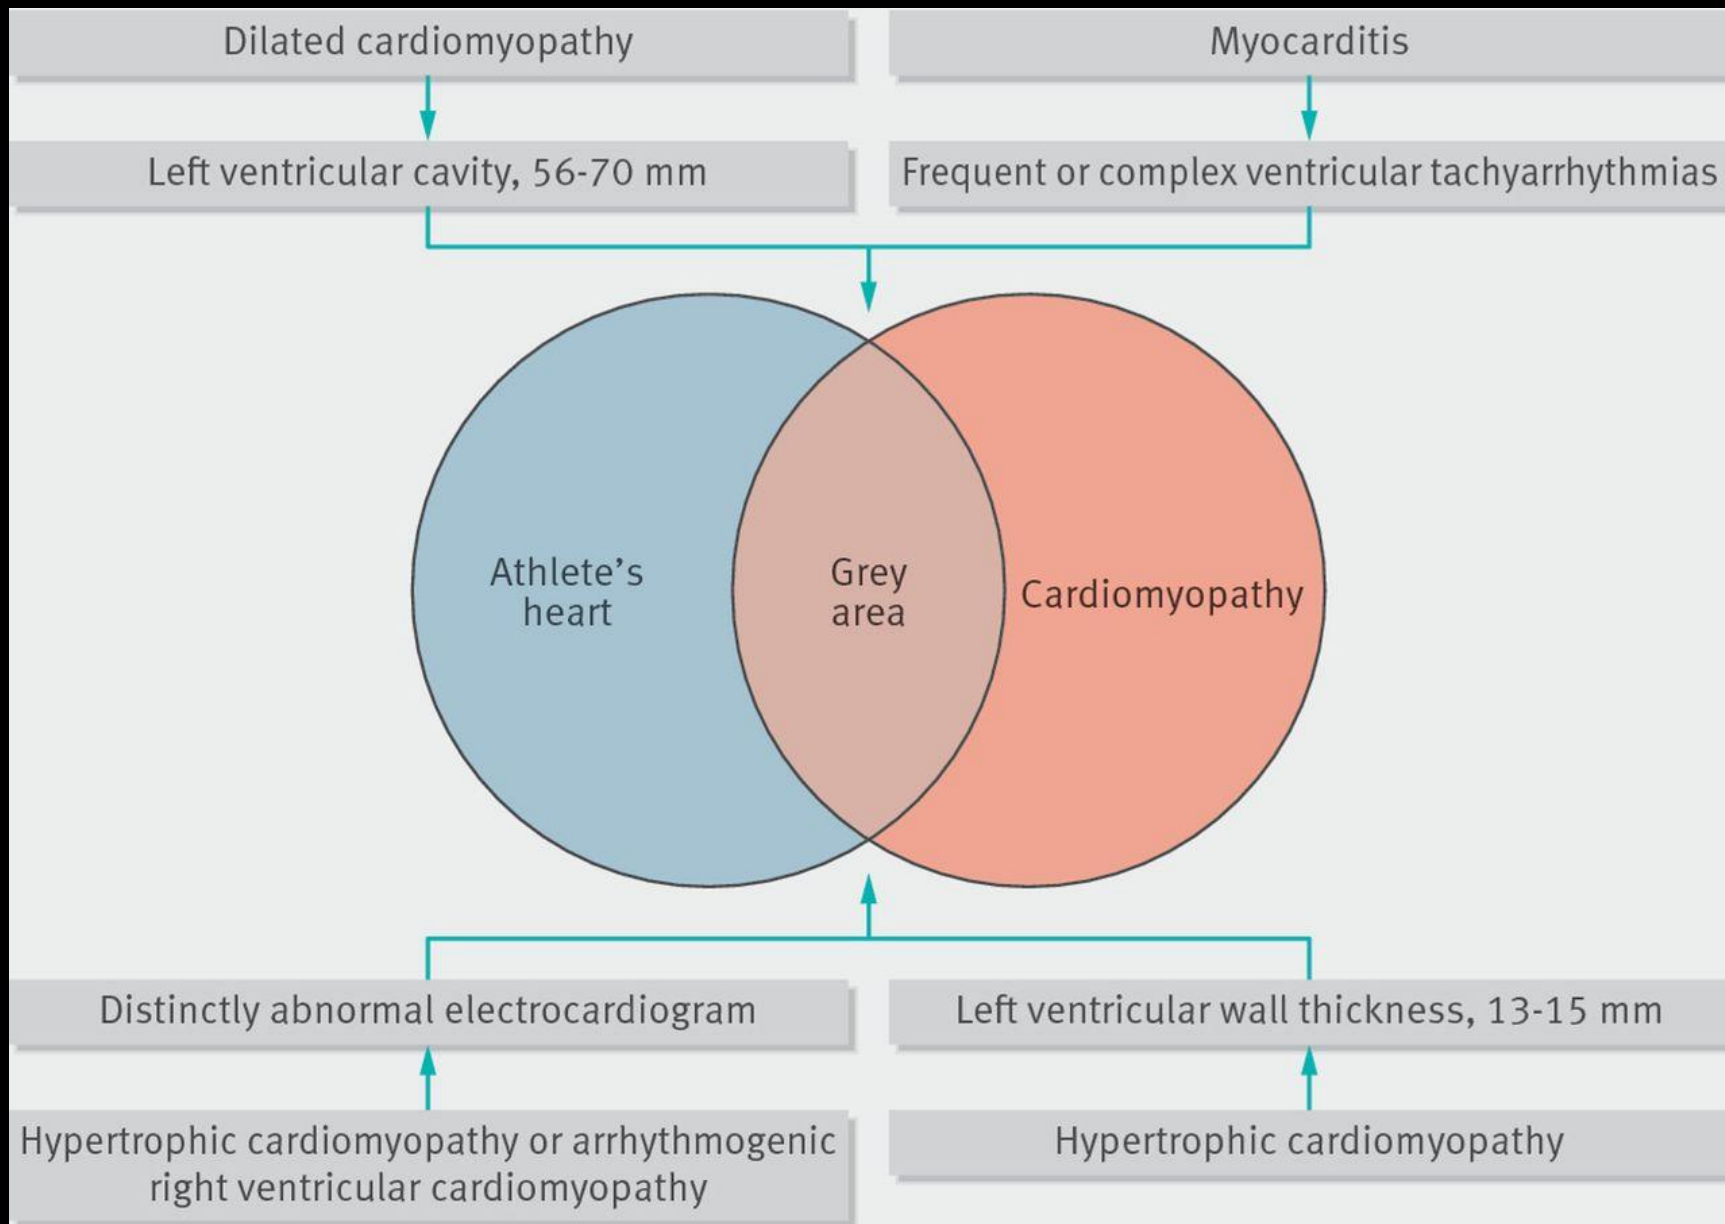 Dilated cardiomyopathy
Myocarditis
Left ventricular cavity, 56-70 mm
Frequent or complex ventricular tachyarrhythmias
Athlete’s
heart
Grey
area
Cardiomyopathy
Distinctly abnormal electrocardiogram
Left ventricular wall thickness, 13-15 mm
Hypertrophic cardiomyopathy or arrhythmogenic
right ventricular cardiomyopathy
Hypertrophic cardiomyopathy